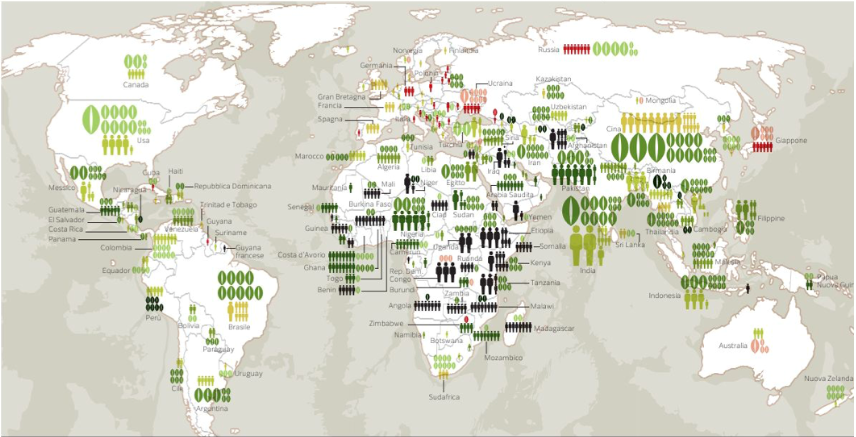 Canada
Usa
Messico
Cuba
Haiti
Repubblica Dominicana
Nicaragua
Guatemala
El Salvador
Costa Rica
Panama
Trinitad e Tobago
Guyana
Suriname
Guyana
francese
Venezuela
Colombia
Equador
Perù
Bolivia
Brasile
Paraguay
Uruguay
Cile
Argentina
Norvegia
Finlandia
Germania
Polonia
Gran Bretagna
Francia
Spagna
Italia
Ucraina
Russia
Kazakistan
Uzbekistan
Mongolia
Cina
Giappone
Turchia
Siria
Iraq
Iran
Afghanistan
Pakistan
Marocco
Algeria
Tunisia
Libia
Egitto
Arabia Saudita
Yemen
Mauritania
Mali
Niger
Ciad
Sudan
Senegal
Burkina Faso
Guinea
Nigeria
Etiopia
Somalia
Costa d'Avorio
Ghana
Togo
Benin
Camerun
Uganda
Ruanda
Kenya
Rep. Dem.
Congo
Burundi
Tanzania
Angola
Zambia
Malawi
Zimbabwe
Namibia
Botswana
Mozambico
Madagascar
Sudafrica
India
Sri Lanka
Birmania
Thailandia
Cambogia
Filippine
Malesia
Indonesia
Papua
Nuova Guinea
Australia
Nuova Zelanda